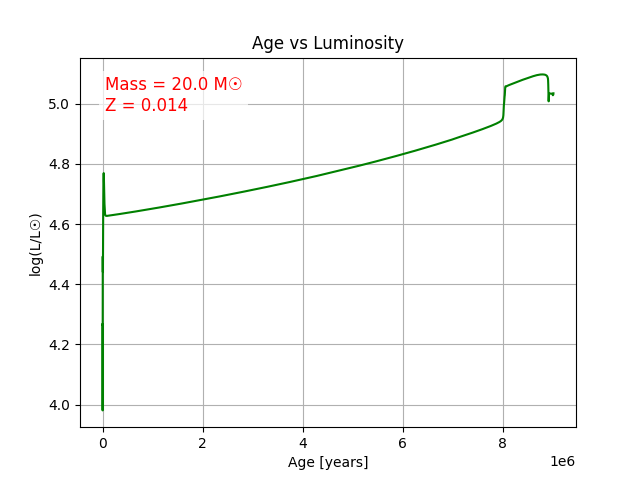 Age vs Luminosity
Mass = 20.0 M☉
Z = 0.014
log(L/L☉)
5.0
4.8
4.6
4.4
4.2
4.0
0 2 4 6 8
1e6
Age [years]